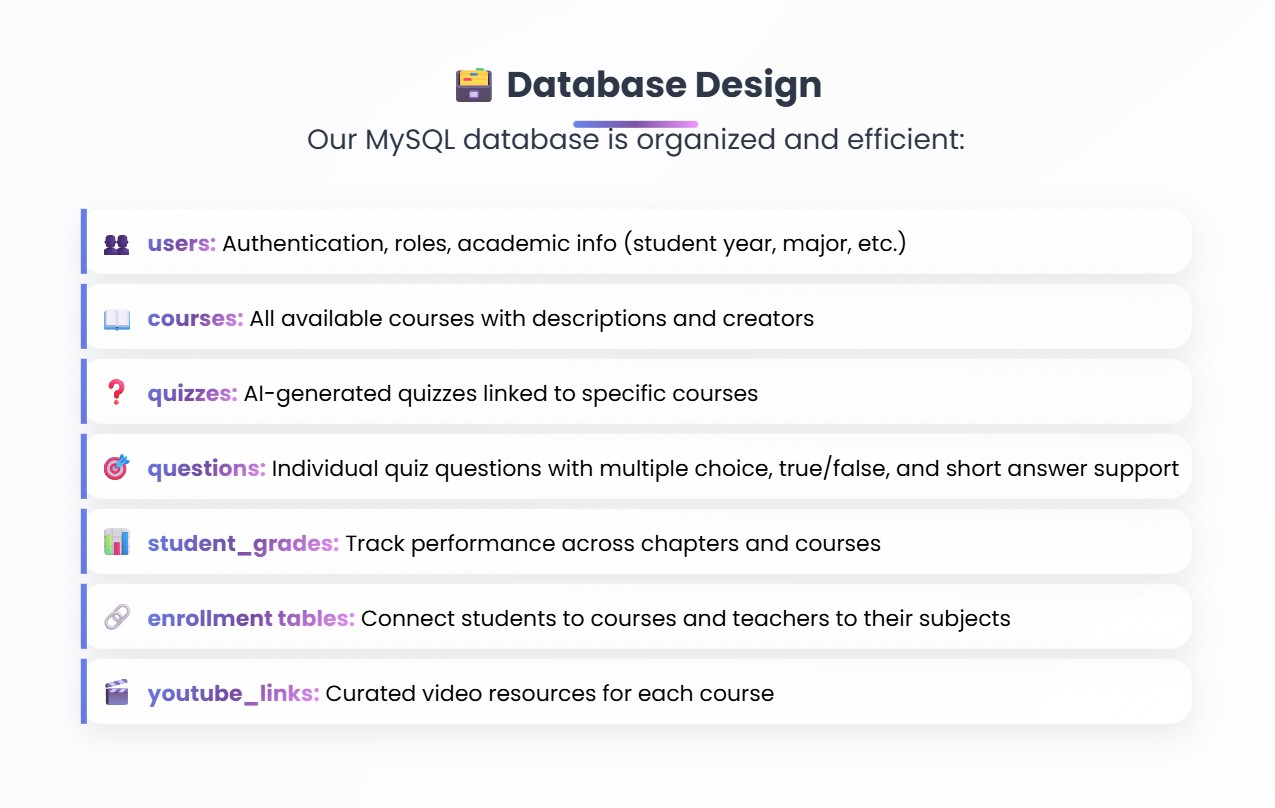 Database Design
Our MySQL database is organized and efficient:
users: Authentication, roles, academic info (student year, major, etc.)
courses: All available courses with descriptions and creators
quizzes: AI-generated quizzes linked to specific courses
questions: Individual quiz questions with multiple choice, true/false, and short answer support
student_grades: Track performance across chapters and courses
enrollment tables: Connect students to courses and teachers to their subjects
youtube_links: Curated video resources for each course